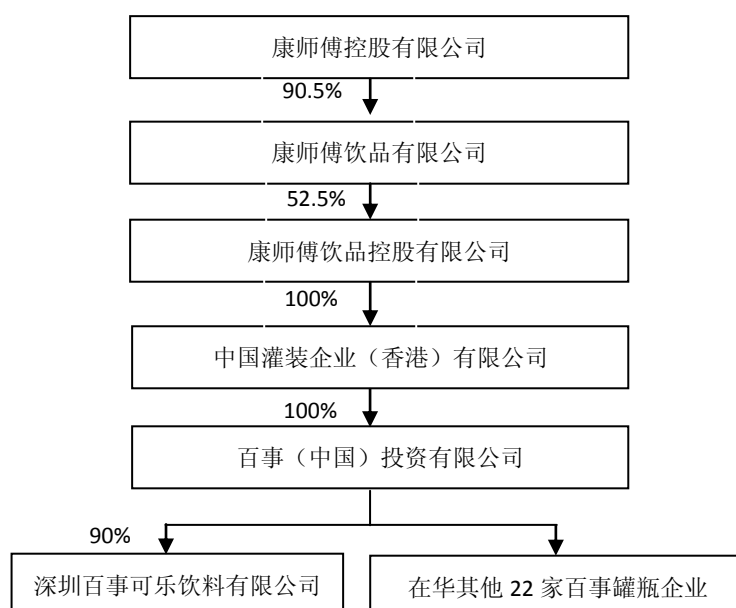 康师傅控股有限公司
90.5%
康师傅饮品有限公司
52.5%
康师傅饮品控股有限公司
100%
中国灌装企业（香港）有限公司
100%
百事（中国）投资有限公司
90%
深圳百事可乐饮料有限公司
在华其他 22 家百事罐瓶企业